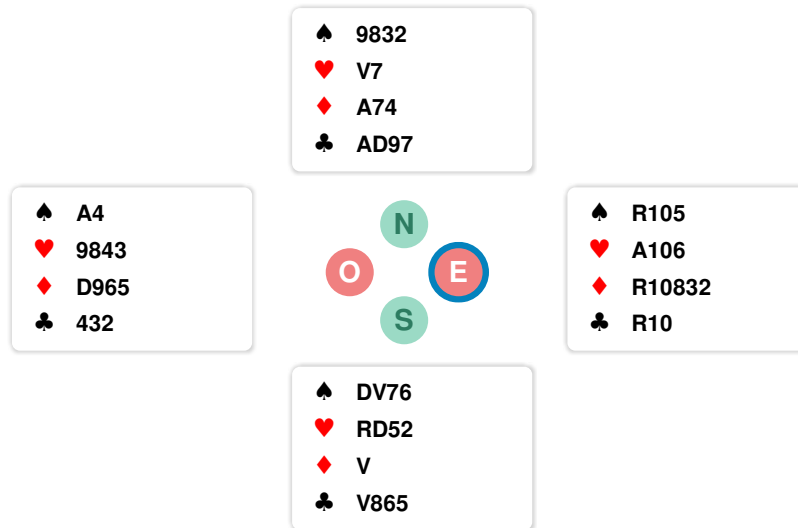 ♠ 9832
♥ V7
♦ A74
♣ AD97
♠ A4
♥ 9843
♦ D965
♣ 432
N
O
E
S
♠ R105
♥ A106
♦ R10832
♣ R10
♠ DV76
♥ RD52
♦ V
♣ V865